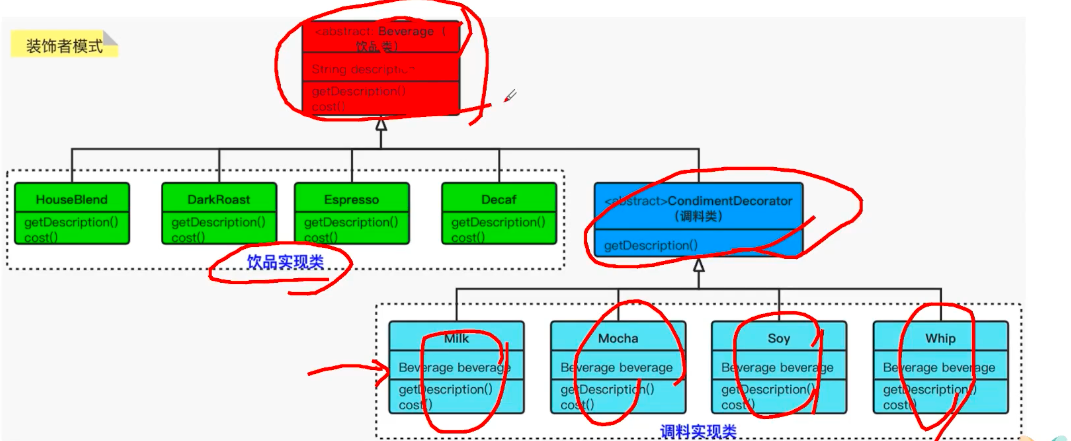 装饰者模式
<abstract> Beverage（
饮品类）
String description
getDescription()
cost()
HouseBlend
getDescription()
cost()
DarkRoast
getDescription()
cost()
Espresso
getDescription()
cost()
Decaf
getDescription()
cost()
饮品实现类
<abstract>CondimentDecorator
（调料类）
getDescription()
Milk
Beverage beverage
getDescription()
cost()
Mocha
Beverage beverage
getDescription()
cost()
Soy
Beverage beverage
getDescription()
cost()
Whip
Beverage beverage
getDescription()
cost()
调料实现类